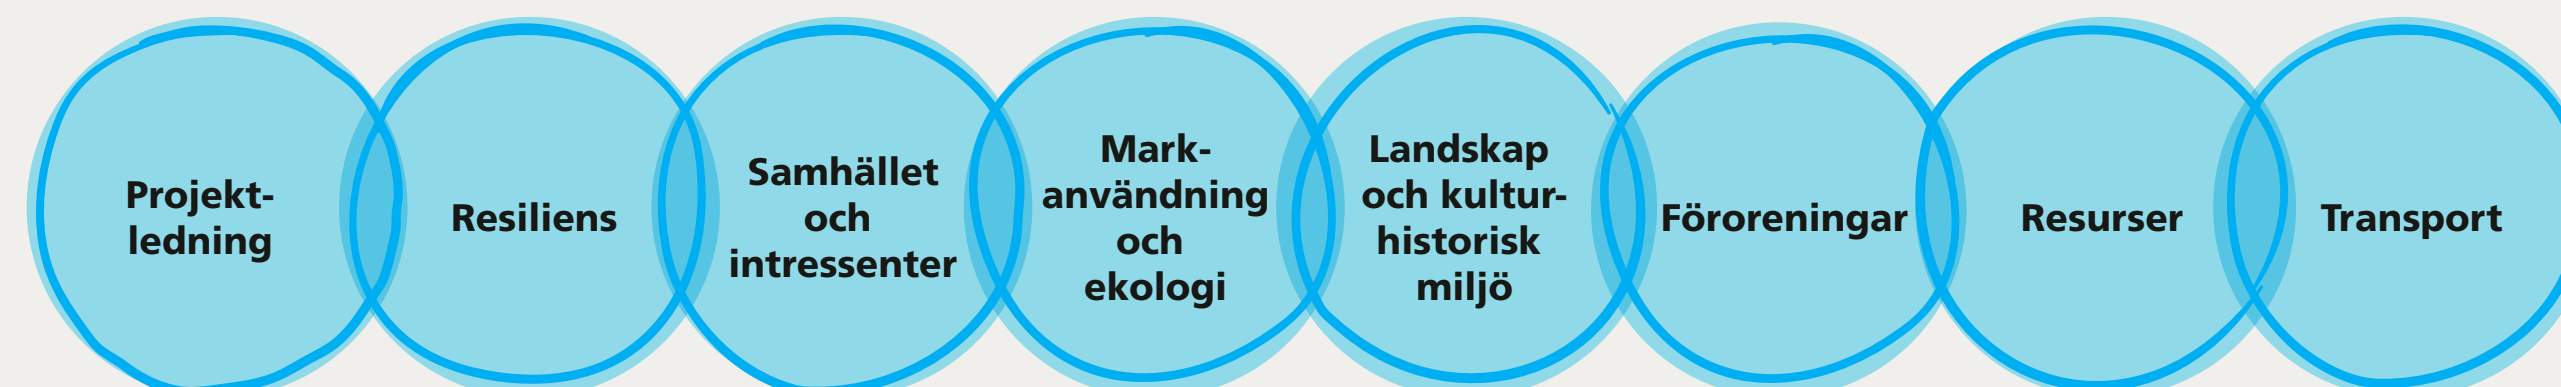 Projekt-
ledning
Resiliens
Samhället
och
intressenter
Mark-
användning
och
ekologi
Landskap
och kultur-
historisk
miljö
Föroreningar
Resurser
Transport